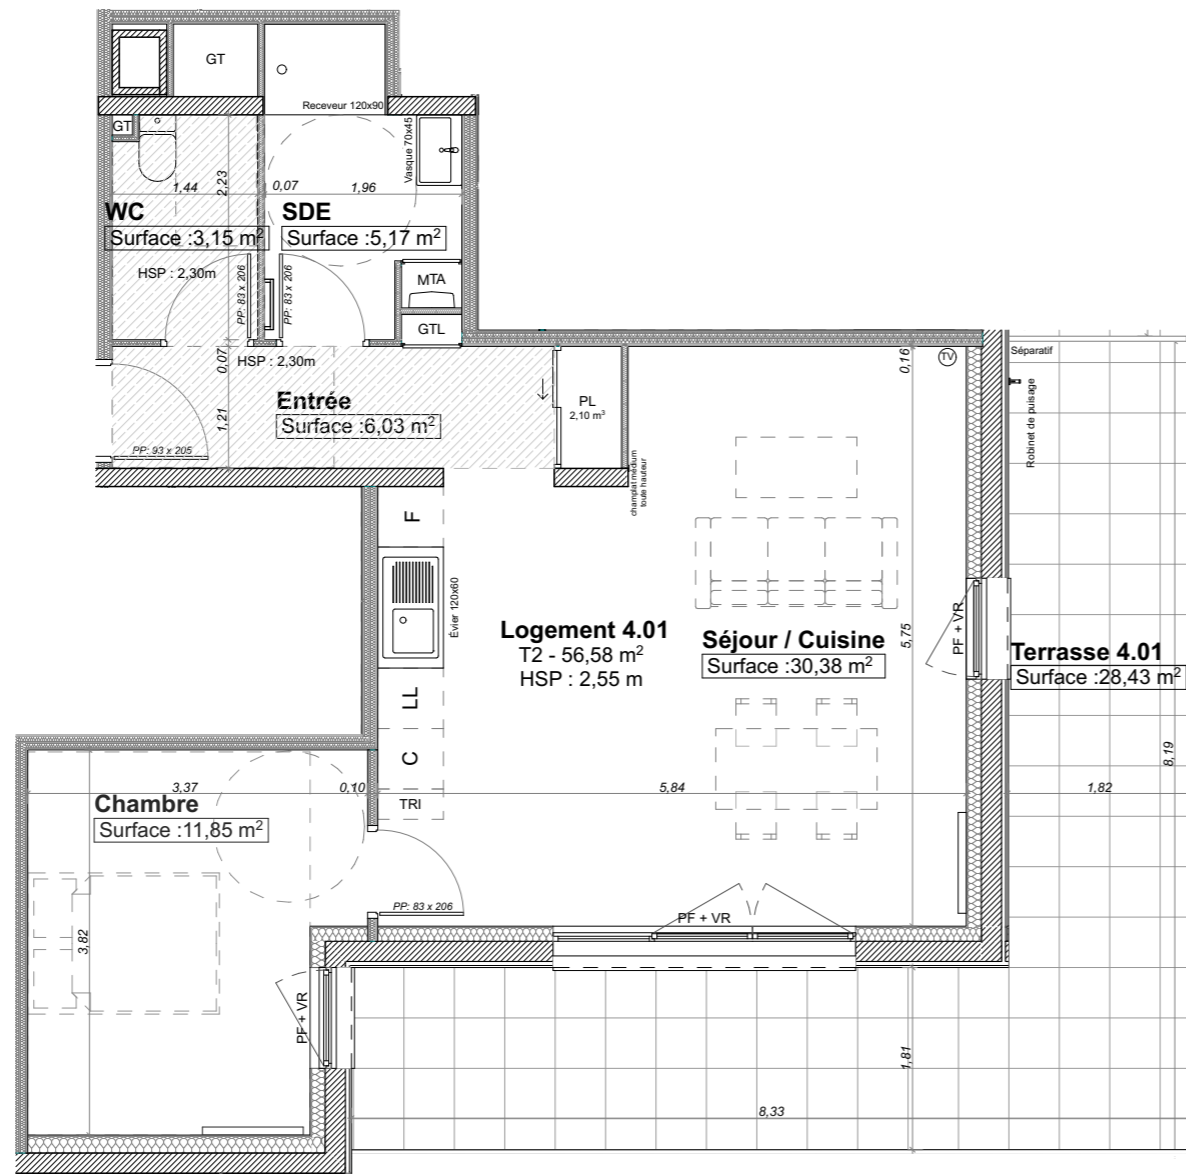 GT
Receveur 120x90
GT
Vasque 70x45
1,44
2,23
0,07
1,96
WC
Surface :3,15 m²
SDE
Surface :5,17 m²
HSP : 2,30m
PP: 83 x 206
PP: 83 x 206
MTA
GTL
0,07
HSP : 2,30m
1,21
Entrée
Surface :6,03 m²
PP: 93 x 205
PL
2,10 m³
champlat médium
toute hauteur
0,16
TV
Séparatif
Robinet de puisage
F
Évier 120x60
LL
C
TRI
Logement 4.01
T2 - 56,58 m²
HSP : 2,55 m
Séjour / Cuisine
Surface :30,38 m²
5,75
PF + VR
Terrasse 4.01
Surface :28,43 m²
8,19
3,37
0,10
5,84
1,82
Chambre
Surface :11,85 m²
PP: 83 x 206
3,82
PF + VR
PF + VR
1,81
8,33